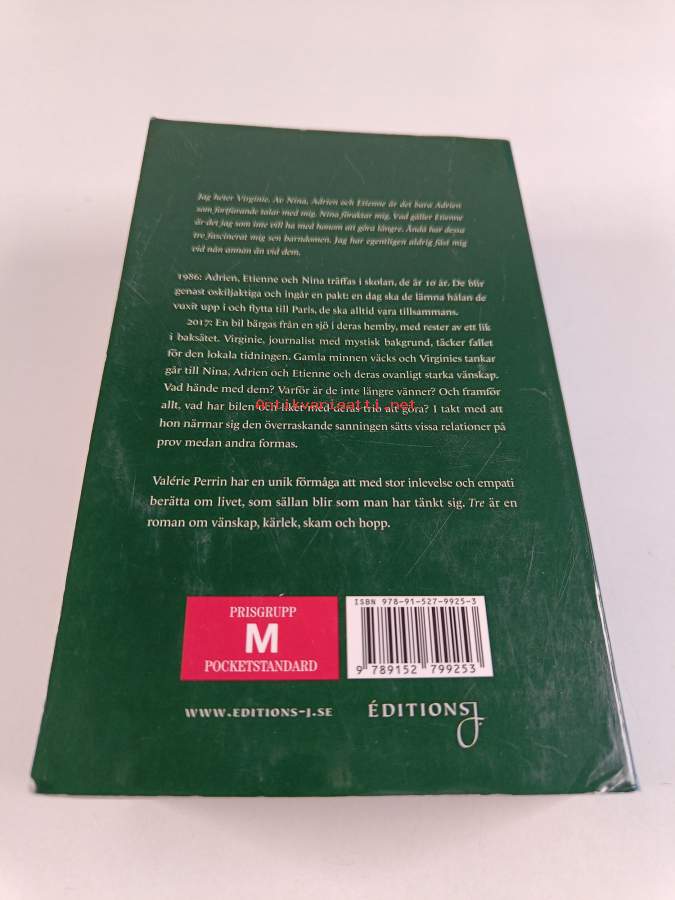 Jag heter Virginie. Av Nina, Adrien och Etienne är det bara Adrien
som fortfarande talar med mig. Nina föraktar mig. Vad gäller Etienne
är det jag som inte vill ha med honom att göra längre. Ändå har dessa
tre fascinerat mig sen barndomen. Jag har egentligen aldrig fäst mig
vid nån annan än vid dem.
1986: Adrien, Etienne och Nina träffas i skolan, de är 10 år. De blir
genast oskiljaktiga och ingår en pakt: en dag ska de lämna hålan de
vuxit upp i och flytta till Paris, de ska alltid vara tillsammans.
2017: En bil bärgas från en sjö i deras hemby, med rester av ett lik
i baksätet. Virginie, journalist med mystisk bakgrund, täcker fallet
för den lokala tidningen. Gamla minnen väcks och Virginies tankar
går till Nina, Adrien och Etienne och deras ovanligt starka vänskap.
Vad hände med dem? Varför är de inte längre vänner? Och framför
allt, vad har bilen och liket med deras trio att göra? I takt med att
Antikvariaatti.net
hon närmar sig den överraskande sanningen sätts vissa relationer på
prov medan andra formas.
Valérie Perrin har en unik förmåga att med stor inlevelse och empati
berätta om livet, som sällan blir som man har tänkt sig. Tre är en
roman om vänskap, kärlek, skam och hopp.
PRISGRUPP
M
POCKETSTANDARD
ISBN 978-91-527-9925-3
9 789152 799253
WWW.EDITIONS-J.SE
ÉDITIONS J.